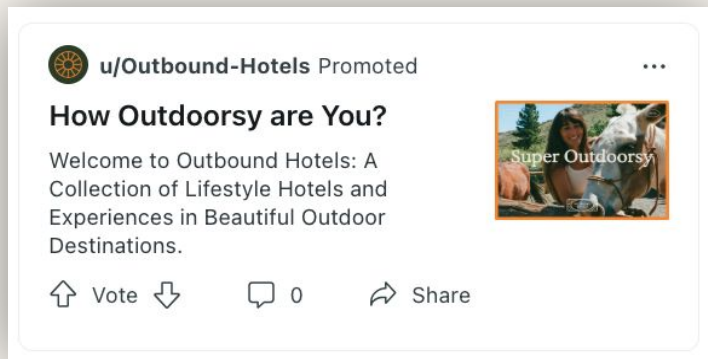 u/Outbound-Hotels Promoted
How Outdoorsy are You?
Welcome to Outbound Hotels: A
Collection of Lifestyle Hotels and
Experiences in Beautiful Outdoor
Destinations.
Super Outdoorsy
Vote
0
Share